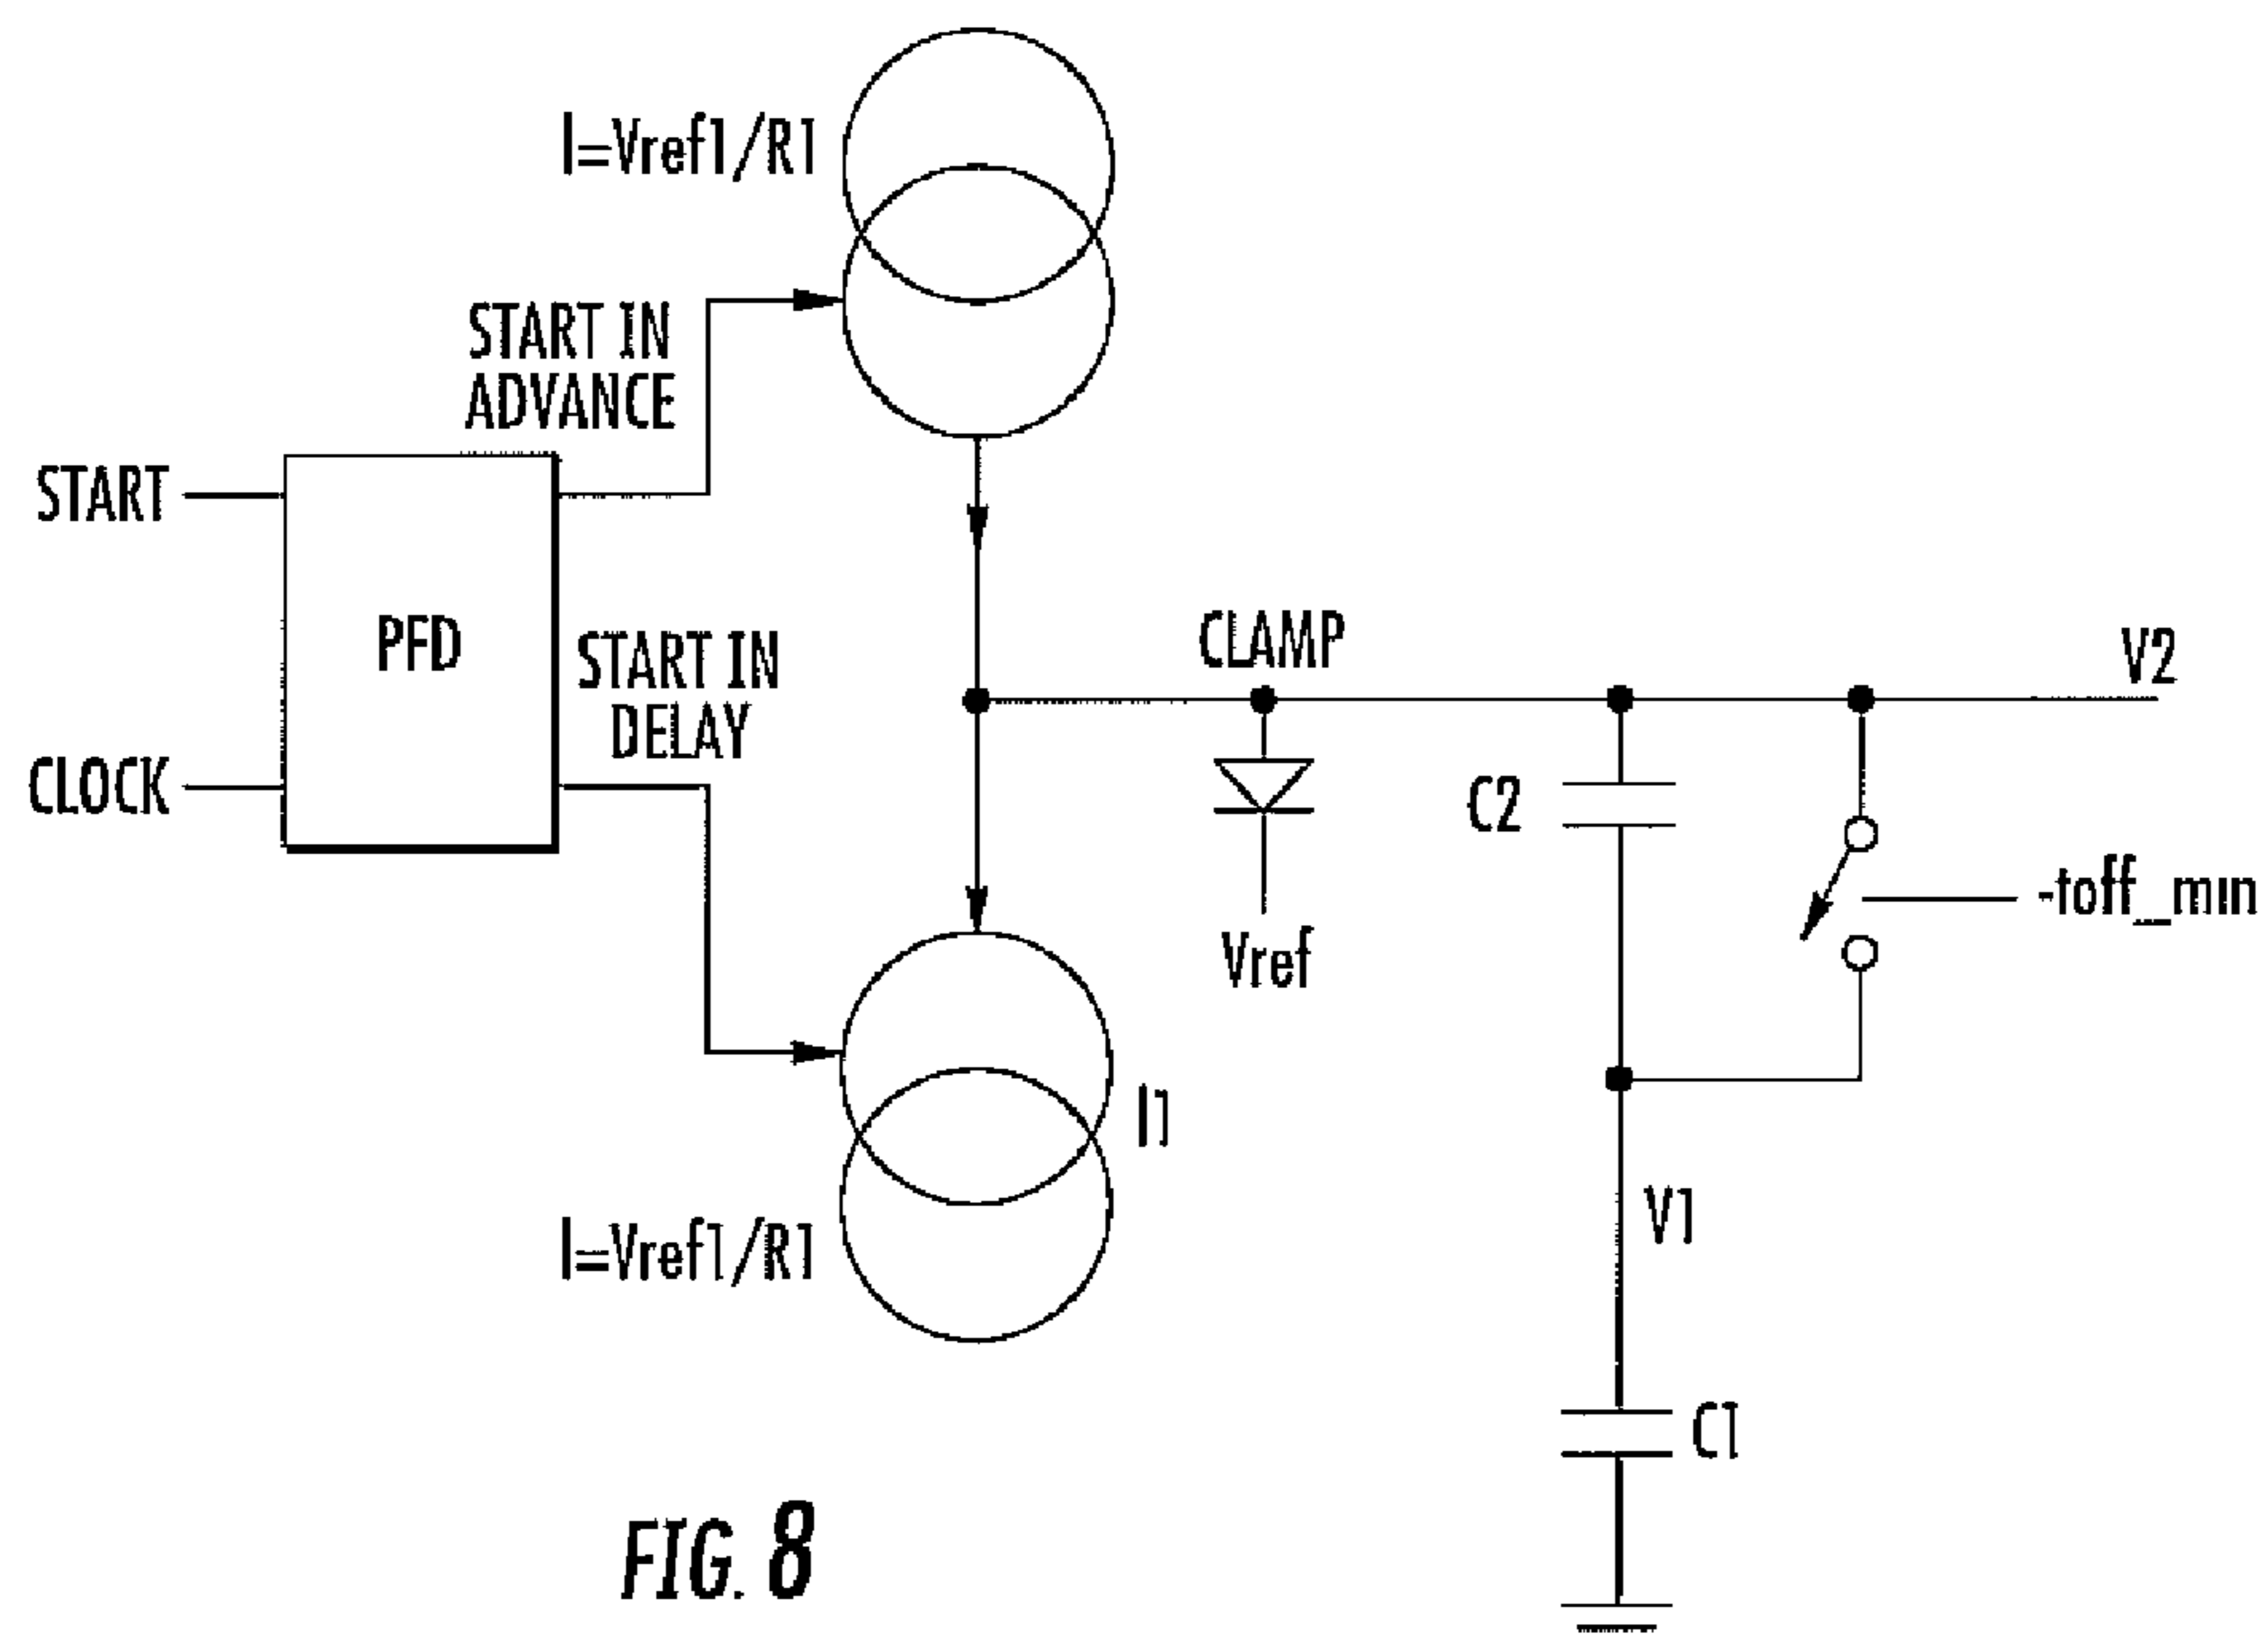 I=Vref1/R1
START IN
ADVANCE
START
PFD
START IN
DELAY
CLOCK
CLAMP
V2
C2
-toff_min
Vref
I1
V1
I=Vref1/R1
C1
FIG. 8